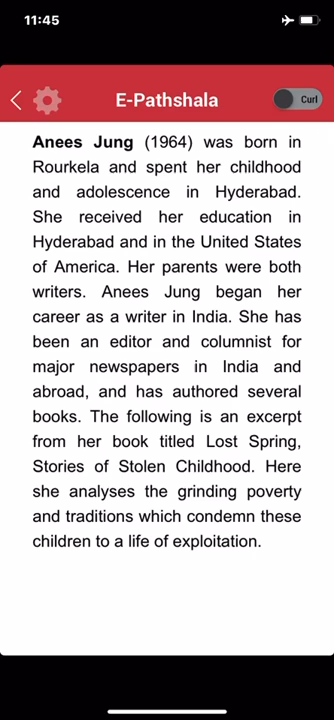 11:45
E-Pathshala
Curl
Anees Jung (1964) was born in
Rourkela and spent her childhood
and adolescence in Hyderabad.
She received her education in
Hyderabad and in the United States
of America. Her parents were both
writers. Anees Jung began her
career as a writer in India. She has
been an editor and columnist for
major newspapers in India and
abroad, and has authored several
books. The following is an excerpt
from her book titled Lost Spring,
Stories of Stolen Childhood. Here
she analyses the grinding poverty
and traditions which condemn these
children to a life of exploitation.